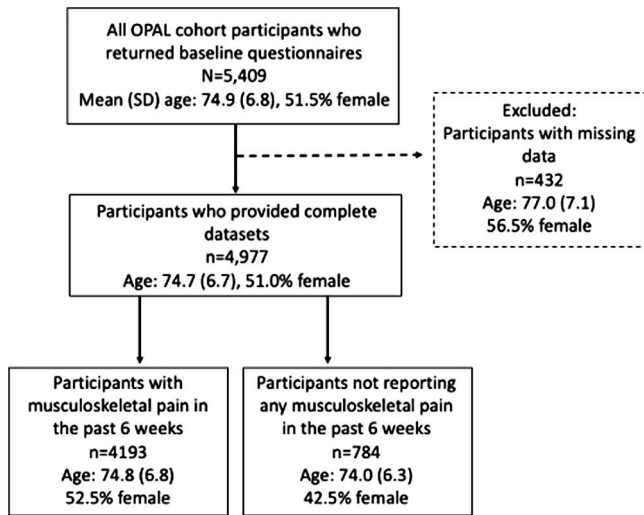 All OPAL cohort participants who
returned baseline questionnaires
N=5,409
Mean (SD) age: 74.9 (6.8), 51.5% female
Excluded:
Participants with missing
data
n=432
Age: 77.0 (7.1)
56.5% female
Participants who provided complete
datasets
n=4,977
Age: 74.7 (6.7), 51.0% female
Participants with
musculoskeletal pain in
the past 6 weeks
n=4193
Age: 74.8 (6.8)
52.5% female
Participants not reporting
any musculoskeletal pain
in the past 6 weeks
n=784
Age: 74.0 (6.3)
42.5% female